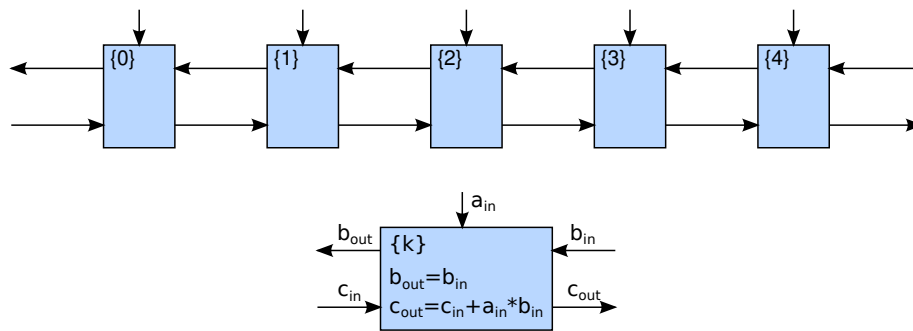 {0} {1} {2} {3} {4}
a_in
b_out {k} b_in
b_out=b_in
c_in c_out=c_in+a_in*b_in c_out